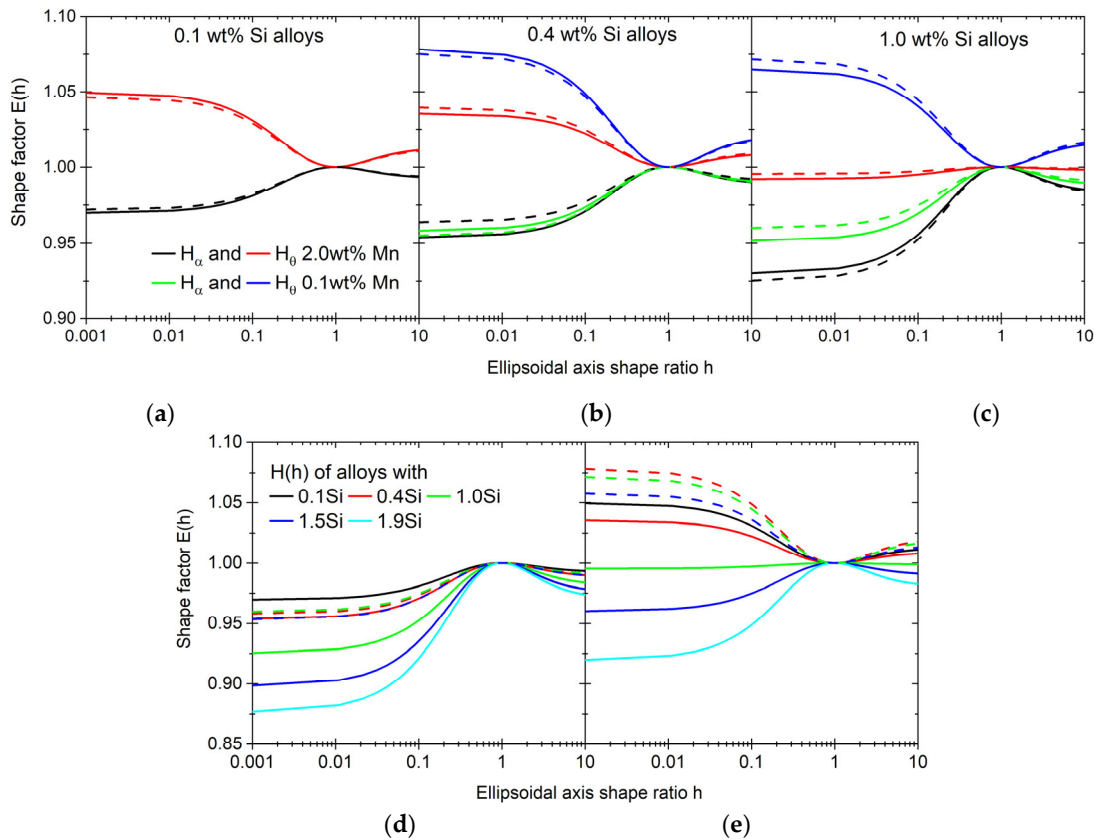 0.1 wt% Si alloys
0.4 wt% Si alloys
1.0 wt% Si alloys
Shape factor E(h)
1.10
1.05
1.00
0.95
0.90
H_α and H_θ 2.0wt% Mn
H_α and H_θ 0.1wt% Mn
0.001 0.01 0.1 1 10 0.01 0.1 1 10 0.01 0.1 1 10
Ellipsoidal axis shape ratio h
(a) (b) (c)
H(h) of alloys with
0.1Si 0.4Si 1.0Si
1.5Si 1.9Si
Shape factor E(h)
1.10
1.05
1.00
0.95
0.90
0.85
0.001 0.01 0.1 1 10 0.01 0.1 1 10
Ellipsoidal axis shape ratio h
(d) (e)